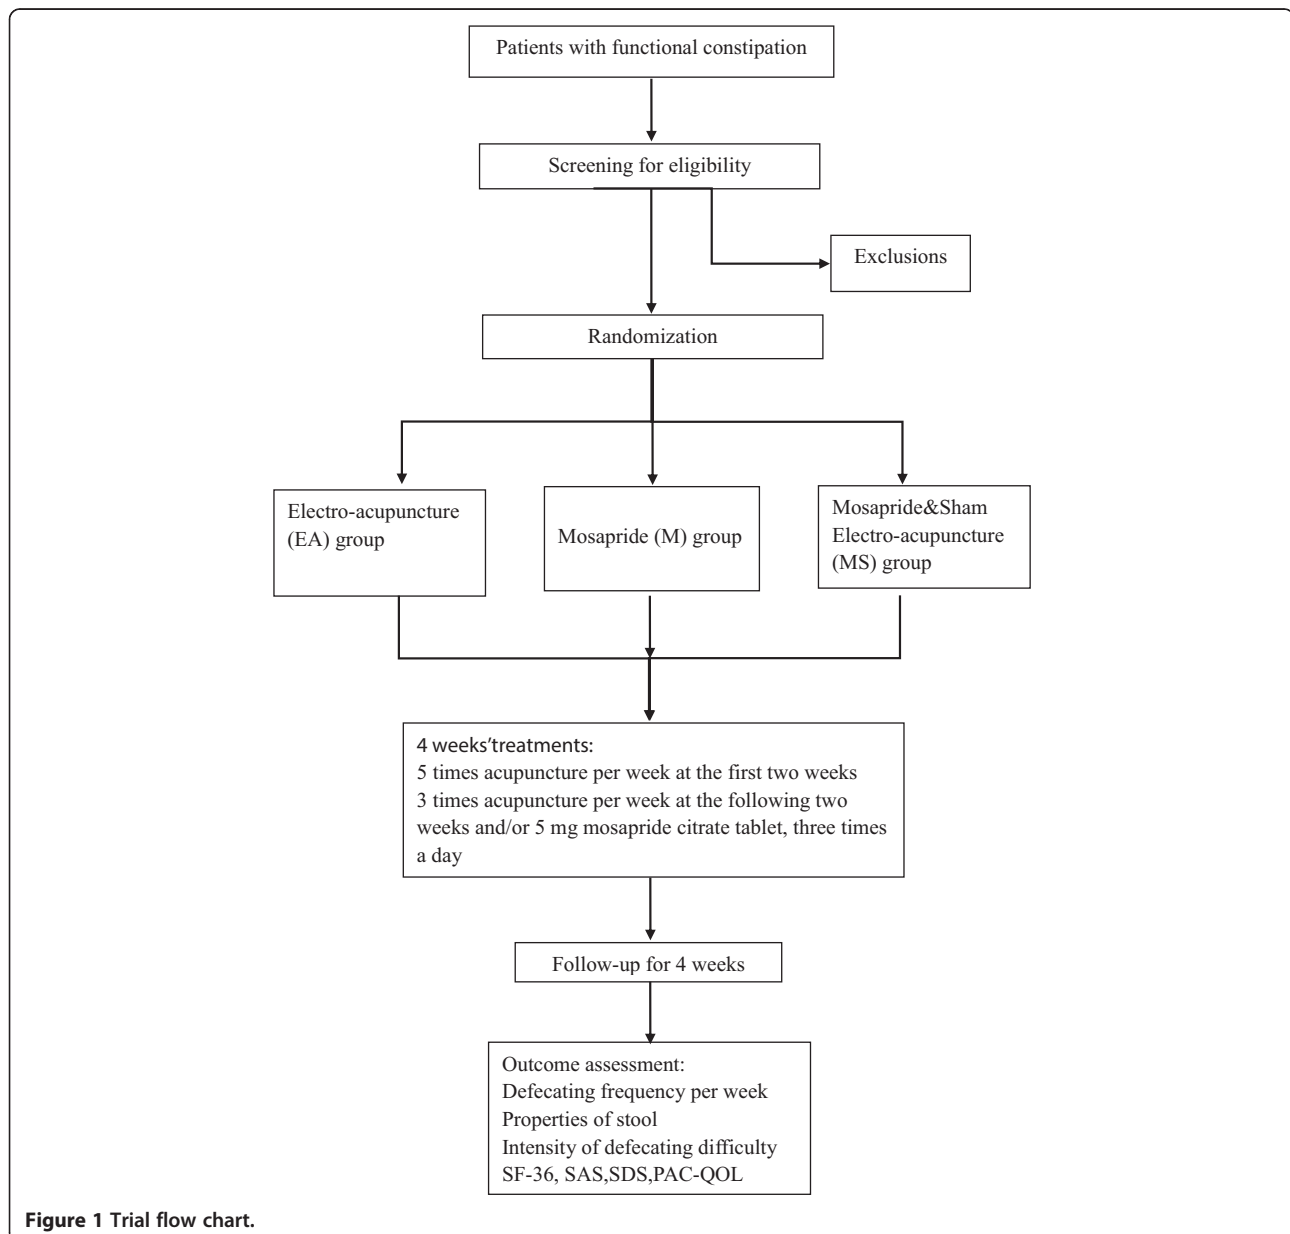 Patients with functional constipation
Screening for eligibility
Exclusions
Randomization
Electro-acupuncture
(EA) group
Mosapride (M) group
Mosapride&Sham
Electro-acupuncture
(MS) group
4 weeks'treatments:
5 times acupuncture per week at the first two weeks
3 times acupuncture per week at the following two
weeks and/or 5 mg mosapride citrate tablet, three times
a day
Follow-up for 4 weeks
Outcome assessment:
Defecating frequency per week
Properties of stool
Intensity of defecating difficulty
SF-36, SAS,SDS,PAC-QOL
Figure 1 Trial flow chart.